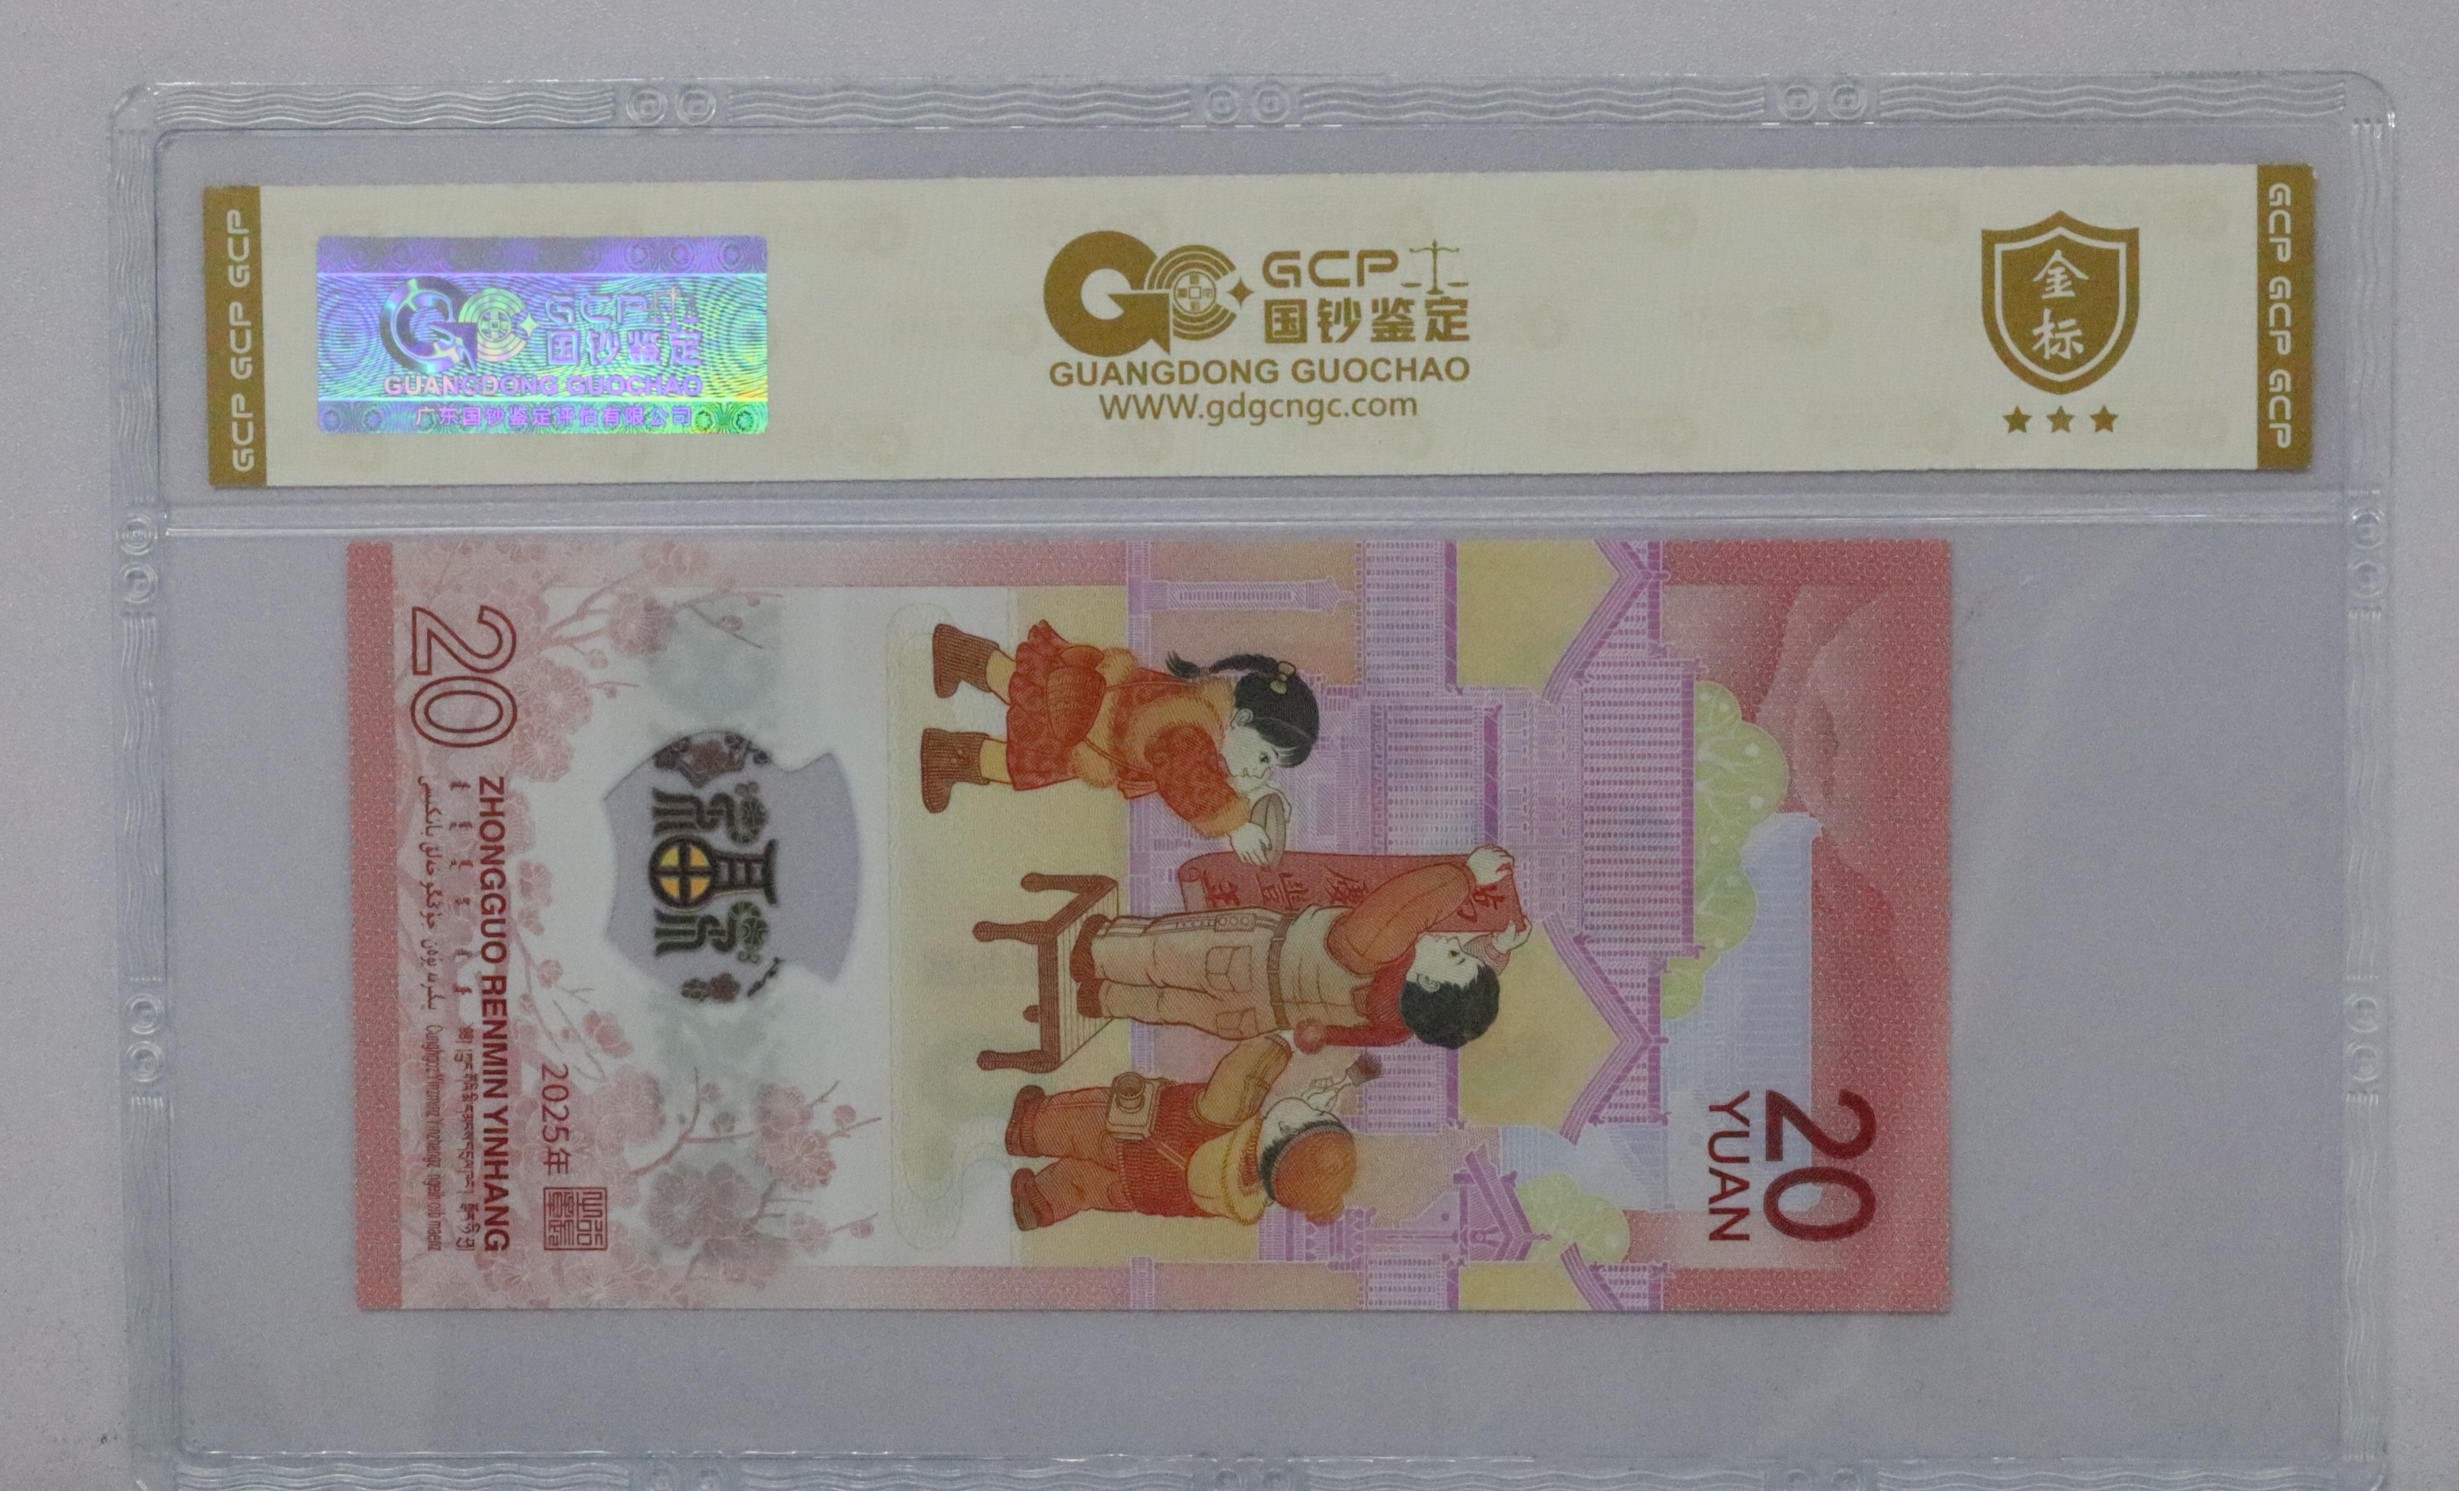 GCP GCP GCP
GCP
国钞鉴定
GUANGDONG GUOCHAO
广东国钞鉴定评估有限公司
GCP
国钞鉴定
GUANGDONG GUOCHAO
WWW.gdgcngc.com
金
标
GCP GCP GCP
20
YUAN
2025年
ZHONGGUO RENMIN YINHANG
20